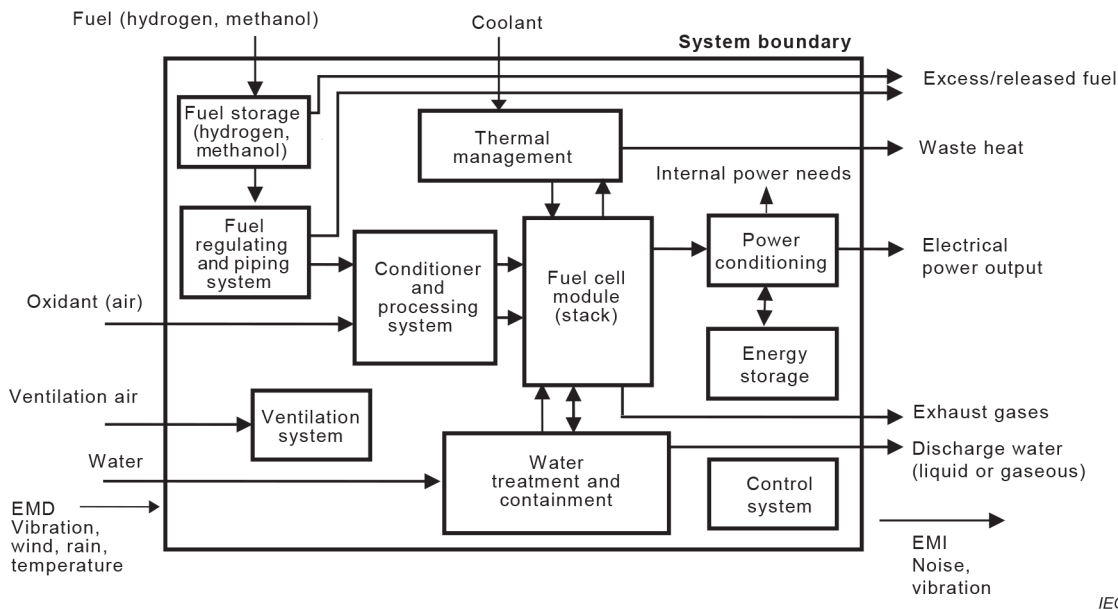 Fuel (hydrogen, methanol)
Coolant
System boundary
Excess/released fuel
Fuel storage
(hydrogen,
methanol)
Thermal
management
Waste heat
Internal power needs
Fuel
regulating
and piping
system
Conditioner
and
processing
system
Fuel cell
module
(stack)
Power
conditioning
Electrical
power output
Oxidant (air)
Energy
storage
Ventilation air
Ventilation
system
Exhaust gases
Water
Water
treatment and
containment
Discharge water
(liquid or gaseous)
Control
system
EMD
Vibration,
wind, rain,
temperature
EMI
Noise,
vibration
IEC